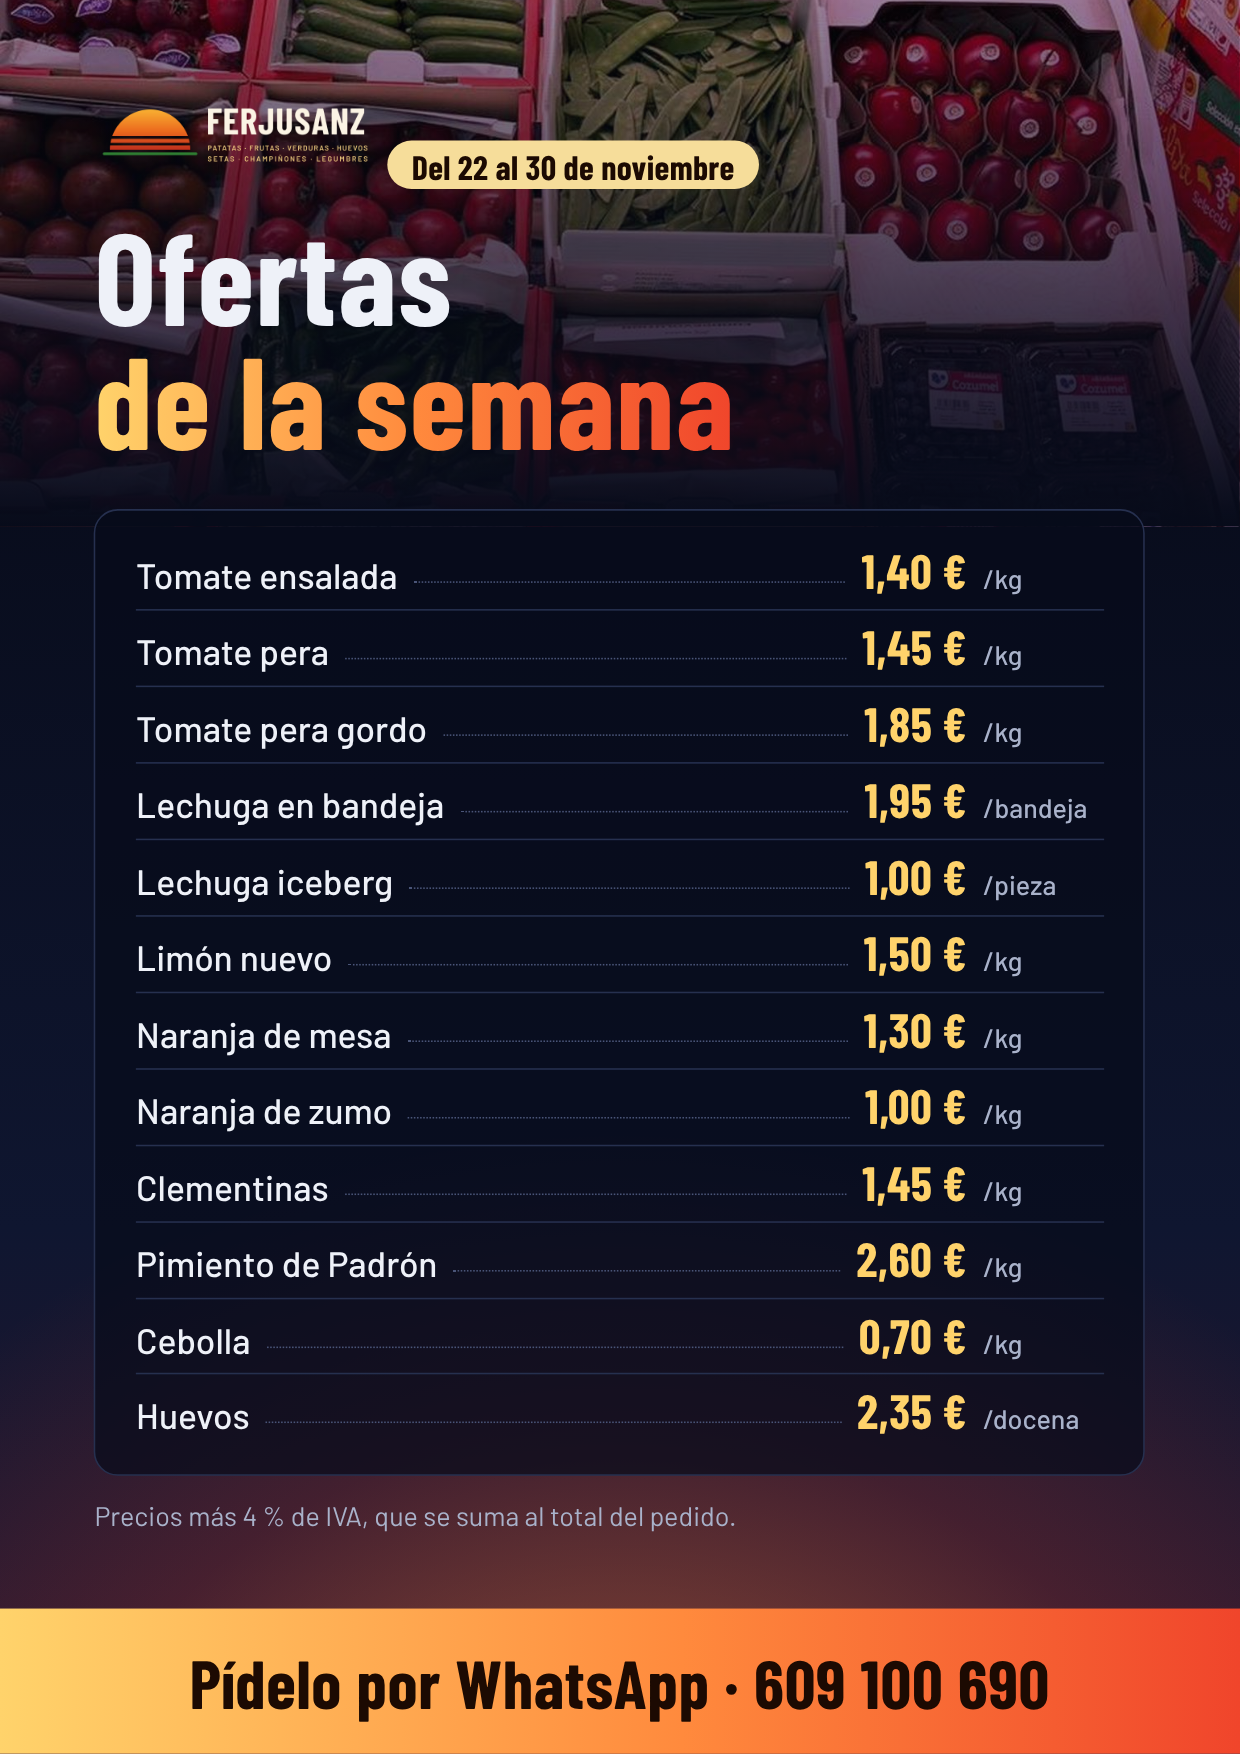 FERJUSANZ
PATATAS · FRUTAS · VERDURAS · HUEVOS
SETAS · CHAMPIÑONES · LEGUMBRES
Del 22 al 30 de noviembre
Ofertas
de la semana
Cozumel
Cozumel
Tomate ensalada 1,40 € /kg
Tomate pera 1,45 € /kg
Tomate pera gordo 1,85 € /kg
Lechuga en bandeja 1,95 € /bandeja
Lechuga iceberg 1,00 € /pieza
Limón nuevo 1,50 € /kg
Naranja de mesa 1,30 € /kg
Naranja de zumo 1,00 € /kg
Clementinas 1,45 € /kg
Pimiento de Padrón 2,60 € /kg
Cebolla 0,70 € /kg
Huevos 2,35 € /docena
Precios más 4 % de IVA, que se suma al total del pedido.
Pídelo por WhatsApp · 609 100 690